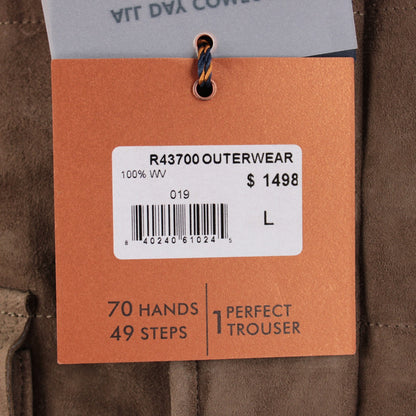 ALL DAY COMFORT
R43700 OUTERWEAR
100% WV
$ 1498
019
L
8 40240 61024 5
70 HANDS
49 STEPS
1 PERFECT
TROUSER